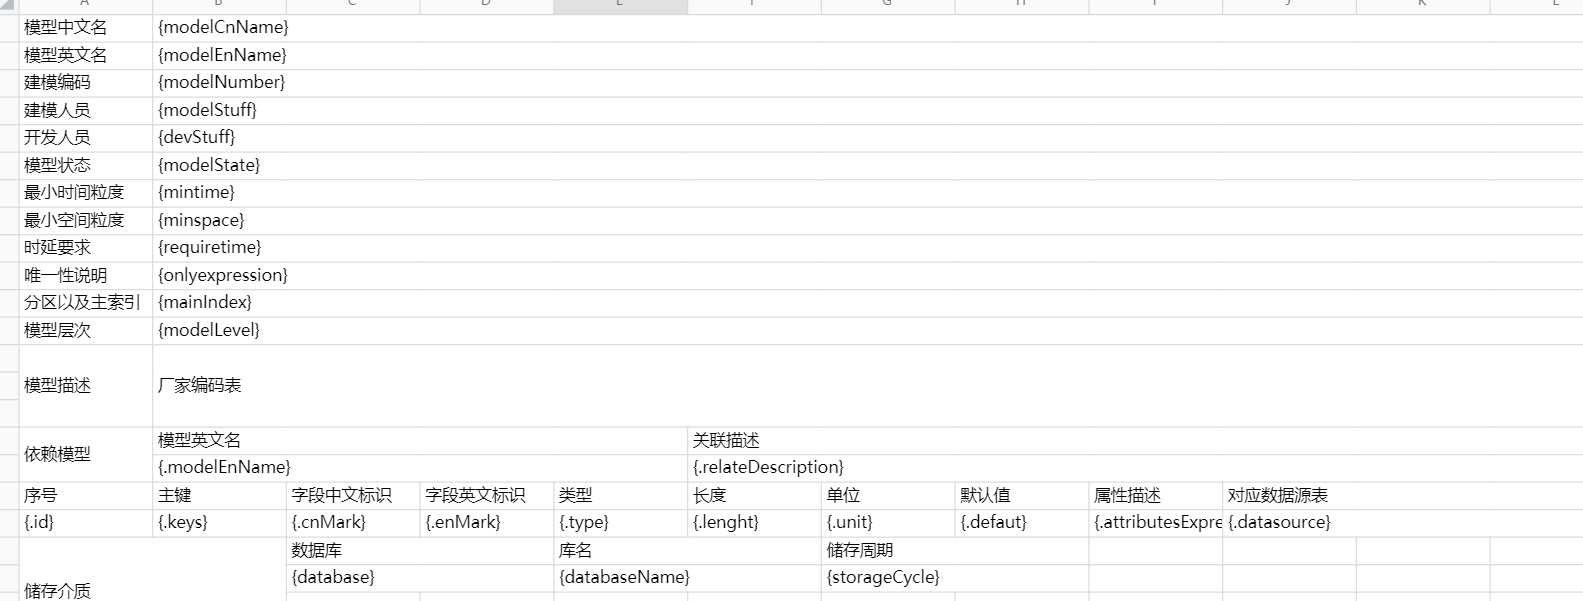 A B C D E F G H I J K L
模型中文名 {modelCnName}
模型英文名 {modelEnName}
建模编码 {modelNumber}
建模人员 {modelStuff}
开发人员 {devStuff}
模型状态 {modelState}
最小时间粒度 {mintime}
最小空间粒度 {minspace}
时延要求 {requiretime}
唯一性说明 {onlyexpression}
分区以及主索引 {mainIndex}
模型层次 {modelLevel}
模型描述 厂家编码表
依赖模型
模型英文名 关联描述
{.modelEnName} {.relateDescription}
序号 主键 字段中文标识 字段英文标识 类型 长度 单位 默认值 属性描述 对应数据源表
{.id} {.keys} {.cnMark} {.enMark} {.type} {.lenght} {.unit} {.defaut} {.attributesExpre {.datasource}
数据库 库名 储存周期
{database} {databaseName} {storageCycle}
储存介质